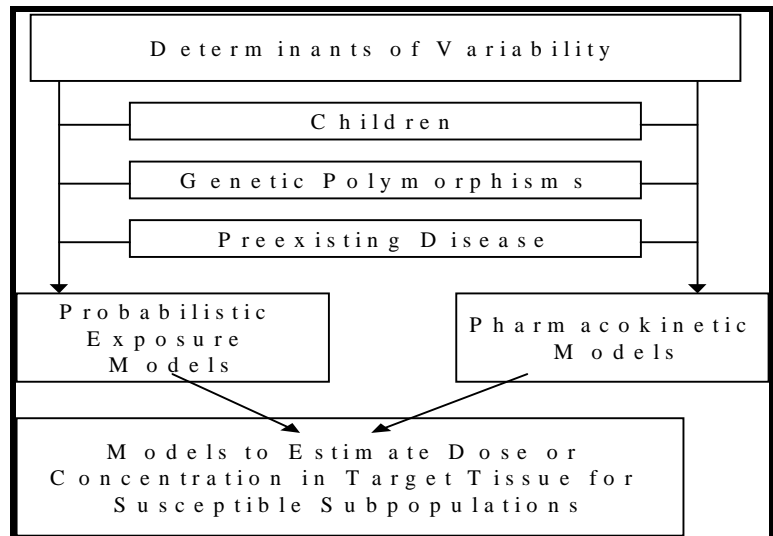 Determinants of Variability
Children
Genetic Polymorphisms
Preexisting Disease
Probabilistic
Exposure
Models
Pharmacokinetic
Models
Models to Estimate Dose or
Concentration in Target Tissue for
Susceptible Subpopulations